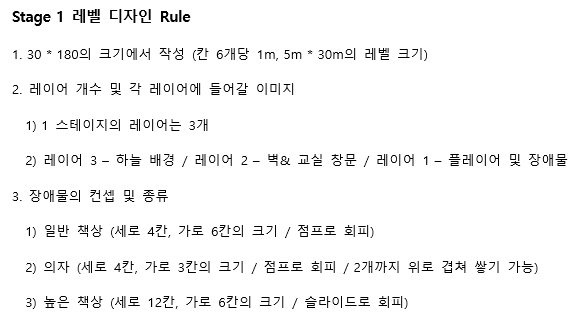 Stage 1 레벨 디자인 Rule
1. 30 * 180의 크기에서 작성 (칸 6개당 1m, 5m * 30m의 레벨 크기)
2. 레이어 개수 및 각 레이어에 들어갈 이미지
1) 1 스테이지의 레이어는 3개
2) 레이어 3 – 하늘 배경 / 레이어 2 – 벽& 교실 창문 / 레이어 1 – 플레이어 및 장애물
3. 장애물의 컨셉 및 종류
1) 일반 책상 (세로 4칸, 가로 6칸의 크기 / 점프로 회피)
2) 의자 (세로 4칸, 가로 3칸의 크기 / 점프로 회피 / 2개까지 위로 겹쳐 쌓기 가능)
3) 높은 책상 (세로 12칸, 가로 6칸의 크기 / 슬라이드로 회피)